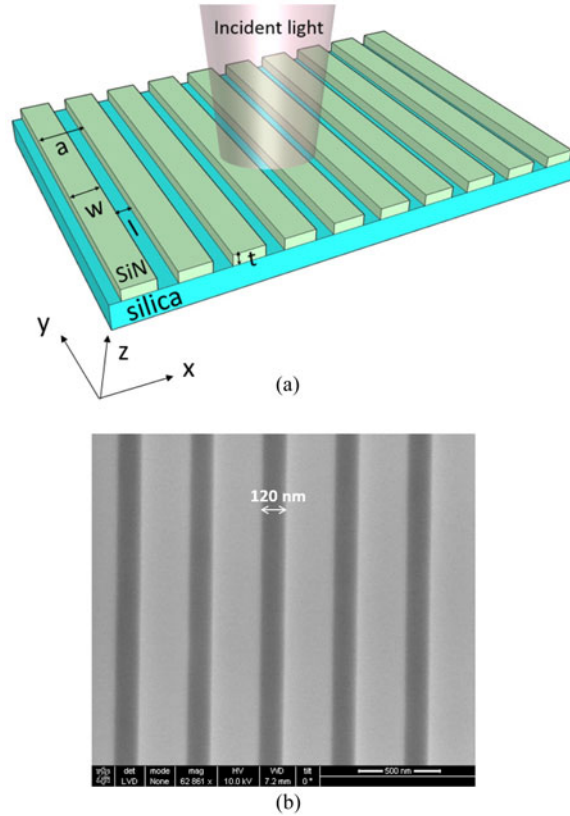 Incident light
a
w
l
t
SiN
silica
y
z
x
(a)
120 nm
det mode mag HV WD tilt
LVD None 62 861 x 10.0 kV 7.2 mm 0° 500 nm
(b)